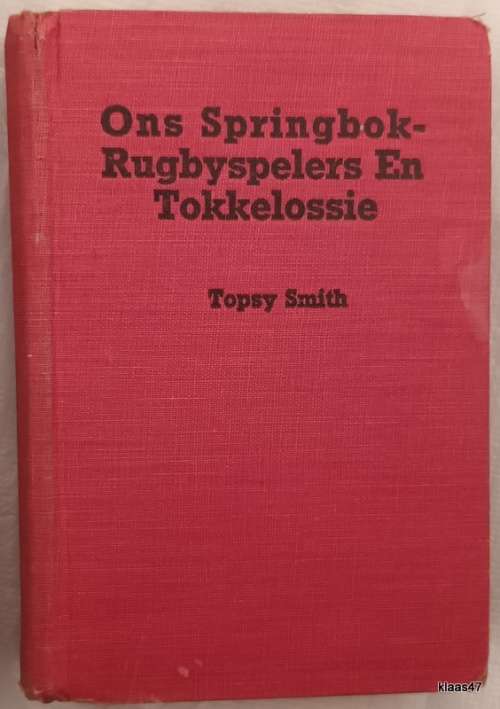 Ons Springbok-
Rugbyspelers En
Tokkelossie
Topsy Smith
klaas47